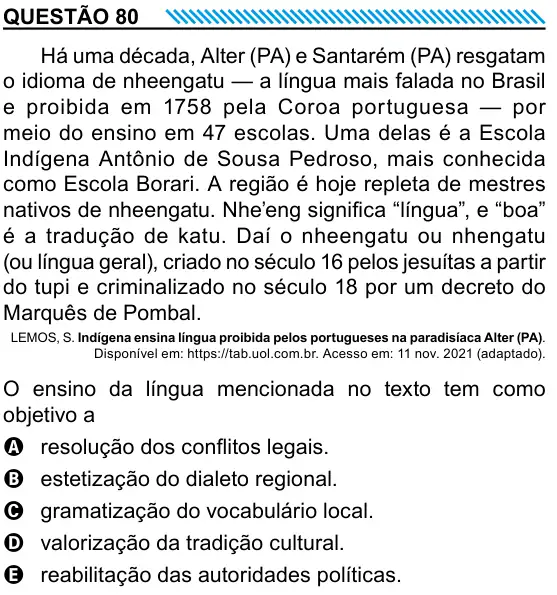 QUESTÃO 80
Há uma década, Alter (PA) e Santarém (PA) resgatam
o idioma de nheengatu — a língua mais falada no Brasil
e proibida em 1758 pela Coroa portuguesa — por
meio do ensino em 47 escolas. Uma delas é a Escola
Indígena Antônio de Sousa Pedroso, mais conhecida
como Escola Borari. A região é hoje repleta de mestres
nativos de nheengatu. Nhe’eng significa “língua”, e “boa”
é a tradução de katu. Daí o nheengatu ou nhengatu
(ou língua geral), criado no século 16 pelos jesuítas a partir
do tupi e criminalizado no século 18 por um decreto do
Marquês de Pombal.
LEMOS, S. Indígena ensina língua proibida pelos portugueses na paradisíaca Alter (PA).
Disponível em: https://tab.uol.com.br. Acesso em: 11 nov. 2021 (adaptado).
O ensino da língua mencionada no texto tem como
objetivo a
A resolução dos conflitos legais.
B estetização do dialeto regional.
C gramatização do vocabulário local.
D valorização da tradição cultural.
E reabilitação das autoridades políticas.